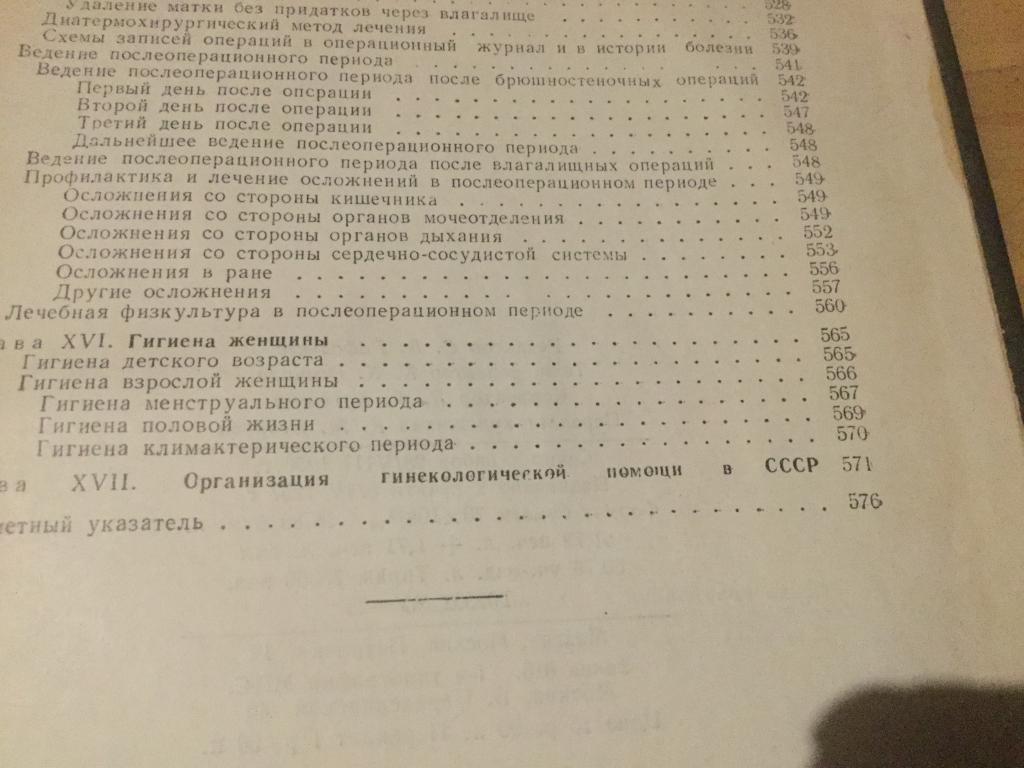 Удаление матки без придатков через влагалище . . . . . . . . 528
Диатермохирургический метод лечения . . . . . . . . . . . 532
Схемы записей операций в операционный журнал и в истории болезни 536
Ведение послеоперационного периода . . . . . . . . . . . . 539
541
Ведение послеоперационного периода после брюшностеночных операций 542
Первый день после операции . . . . . . . . . . . . . . . 542
Второй день после операции . . . . . . . . . . . . . . . 547
Третий день после операции . . . . . . . . . . . . . . . 548
Дальнейшее ведение послеоперационного периода . . . . . . . . 548
Ведение послеоперационного периода после влагалищных операций . . . 548
Профилактика и лечение осложнений в послеоперационном периоде . . . 549
Осложнения со стороны кишечника . . . . . . . . . . . . . 549
Осложнения со стороны органов мочеотделения . . . . . . . . . 549
Осложнения со стороны органов дыхания . . . . . . . . . . . 552
Осложнения со стороны сердечно-сосудистой системы . . . . . . . 553
Осложнения в ране . . . . . . . . . . . . . . . . . . 556
Другие осложнения . . . . . . . . . . . . . . . . . . 557
Лечебная физкультура в послеоперационном периоде . . . . . . . . 560
ава XVI. Гигиена женщины . . . . . . . . . . . . . . . . 565
Гигиена детского возраста . . . . . . . . . . . . . . . . 565
Гигиена взрослой женщины . . . . . . . . . . . . . . . . 566
Гигиена менструального периода . . . . . . . . . . . . . . 567
Гигиена половой жизни . . . . . . . . . . . . . . . . . 569
Гигиена климактерического периода . . . . . . . . . . . . . 570
ва XVII. Организация гинекологической помощи в СССР 571
метный указатель . . . . . . . . . . . . . . . . . . . . 576